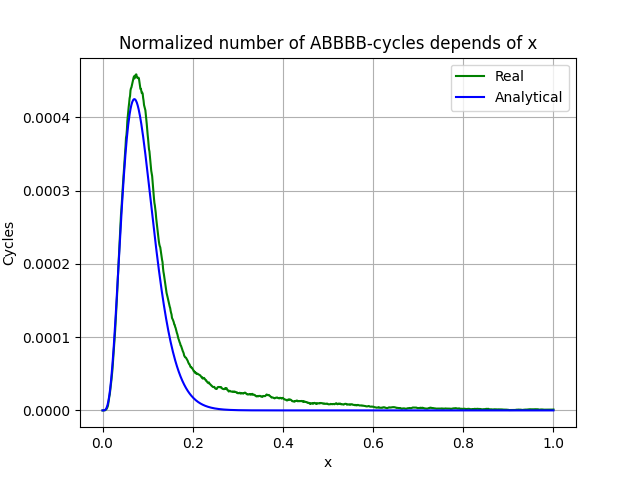 Normalized number of ABBBB-cycles depends of x
Real
Analytical
Cycles
0.0004
0.0003
0.0002
0.0001
0.0000
0.0 0.2 0.4 0.6 0.8 1.0
x